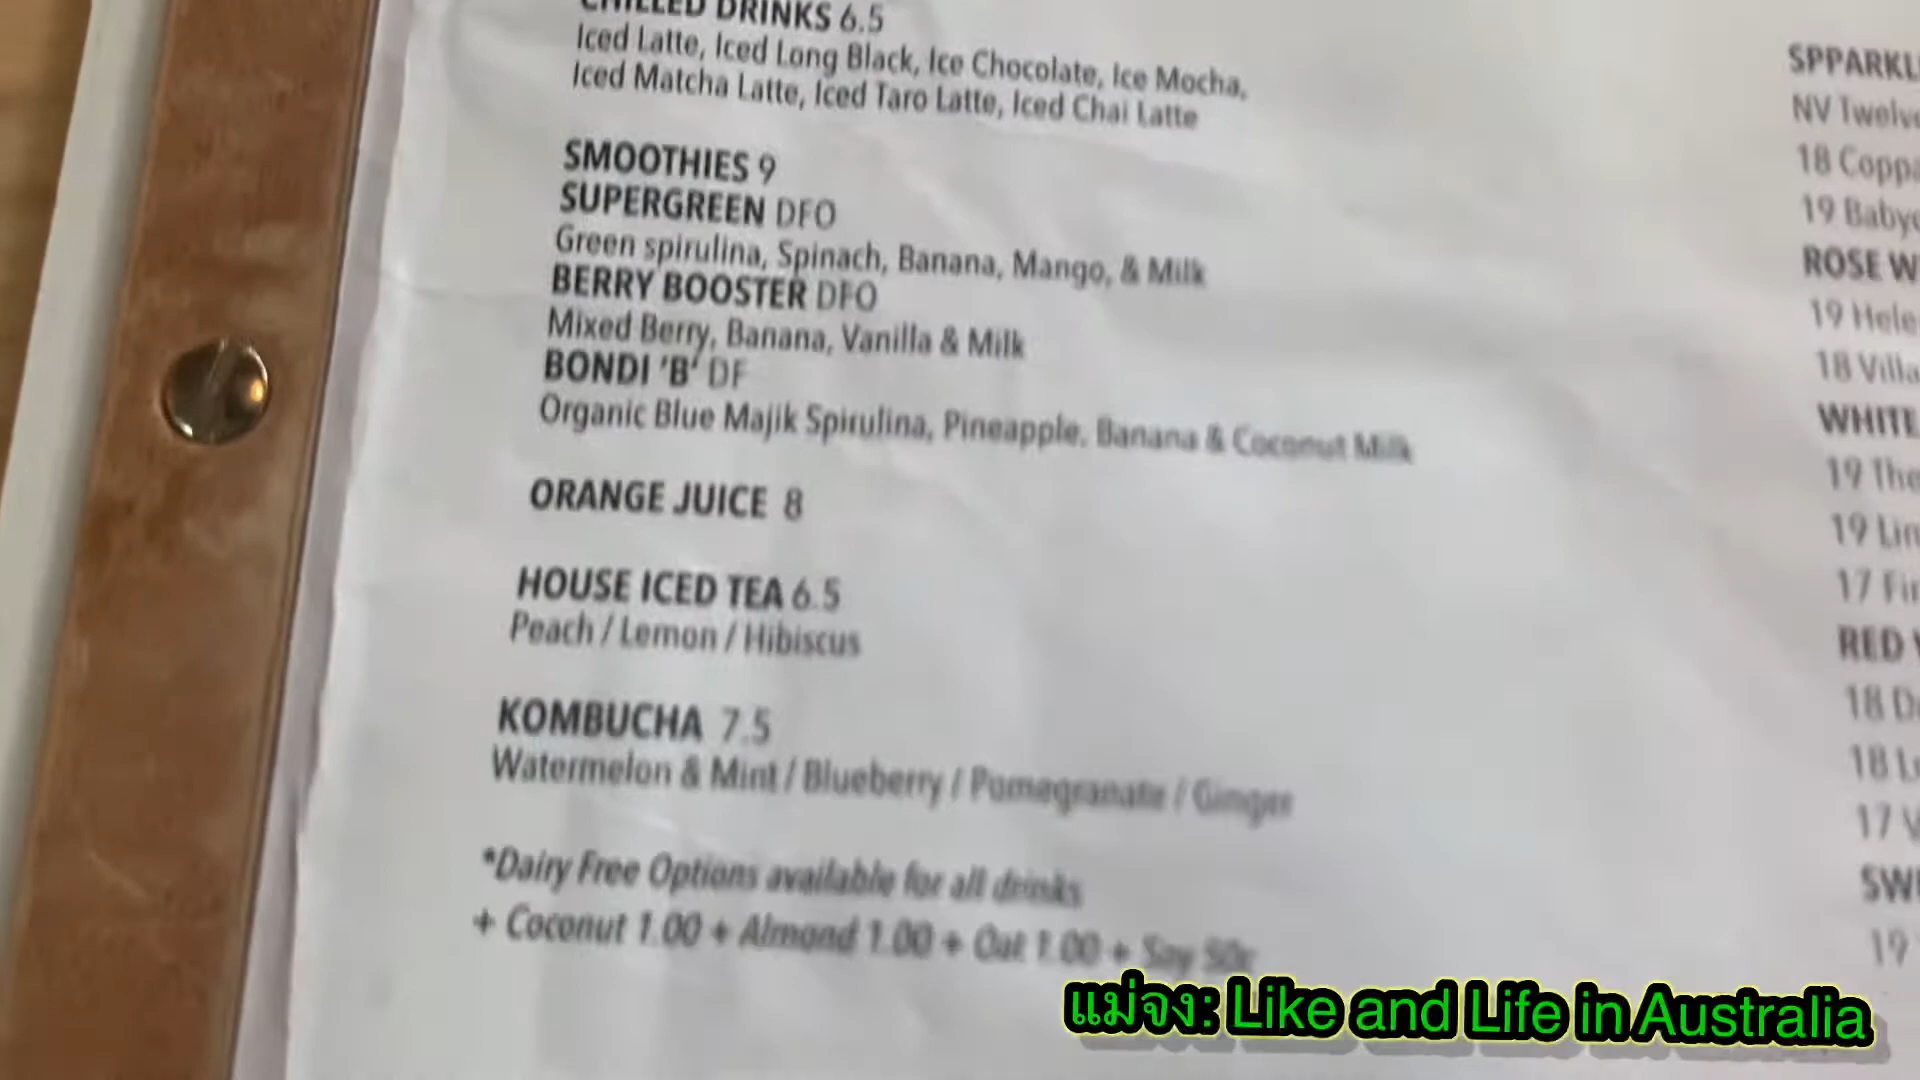 CHILLED DRINKS 6.5
Iced Latte, Iced Long Black, Ice Chocolate, Ice Mocha,
Iced Matcha Latte, Iced Taro Latte, Iced Chai Latte
SMOOTHIES 9
SUPERGREEN DFO
Green spirulina, Spinach, Banana, Mango, & Milk
BERRY BOOSTER DFO
Mixed Berry, Banana, Vanilla & Milk
BONDI 'B' DF
Organic Blue Majik Spirulina, Pineapple, Banana & Coconut Milk
ORANGE JUICE 8
HOUSE ICED TEA 6.5
Peach / Lemon / Hibiscus
KOMBUCHA 7.5
Watermelon & Mint / Blueberry / Pomegranate / Ginger
*Dairy Free Options available for all drinks
+ Coconut 1.00 + Almond 1.00 + Oat 1.00 + Soy 50c
SPPARKL
NV Twelve
18 Coppa
19 Babyc
ROSE W
19 Hele
18 Villa
WHITE
19 The
19 Lin
17 Fir
RED
18 D
18 L
17 V
SW
19
แม่จง: Like and Life in Australia